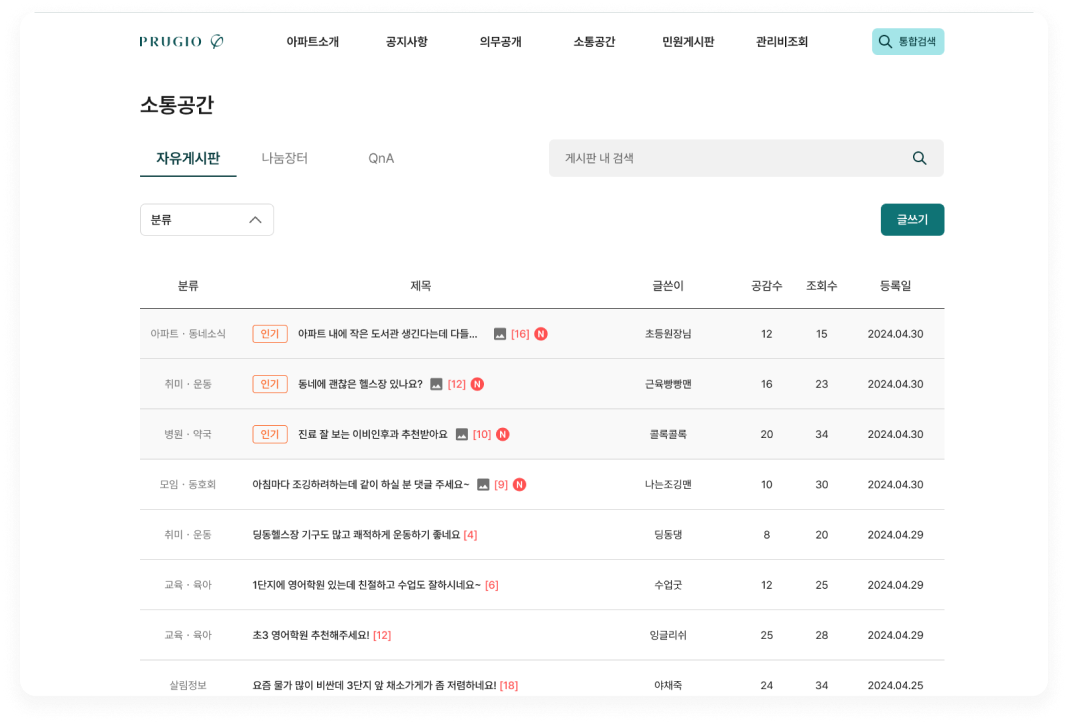 PRUGIO 아파트소개 공지사항 의무공개 소통공간 민원게시판 관리비조회 통합검색
소통공간
자유게시판 나눔장터 QnA 게시판 내 검색
분류 글쓰기
분류 제목 글쓴이 공감수 조회수 등록일
아파트 · 동네소식 인기 아파트 내에 작은 도서관 생긴다는데 다들... [16] N 초등원장님 12 15 2024.04.30
취미 · 운동 인기 동네에 괜찮은 헬스장 있나요? [12] N 근육빵빵맨 16 23 2024.04.30
병원 · 약국 인기 진료 잘 보는 이비인후과 추천받아요 [10] N 콜록콜록 20 34 2024.04.30
모임 · 동호회 아침마다 조깅하려하는데 같이 하실 분 댓글 주세요~ [9] N 나는조깅맨 10 30 2024.04.30
취미 · 운동 딩동헬스장 기구도 많고 쾌적하게 운동하기 좋네요 [4] 딩동댕 8 20 2024.04.29
교육 · 육아 1단지에 영어학원 있는데 친절하고 수업도 잘하시네요~ [6] 수업굿 12 25 2024.04.29
교육 · 육아 초3 영어학원 추천해주세요! [12] 잉글리쉬 25 28 2024.04.29
살림정보 요즘 물가 많이 비싼데 3단지 앞 채소가게가 좀 저렴하네요! [18] 야채죽 24 34 2024.04.25